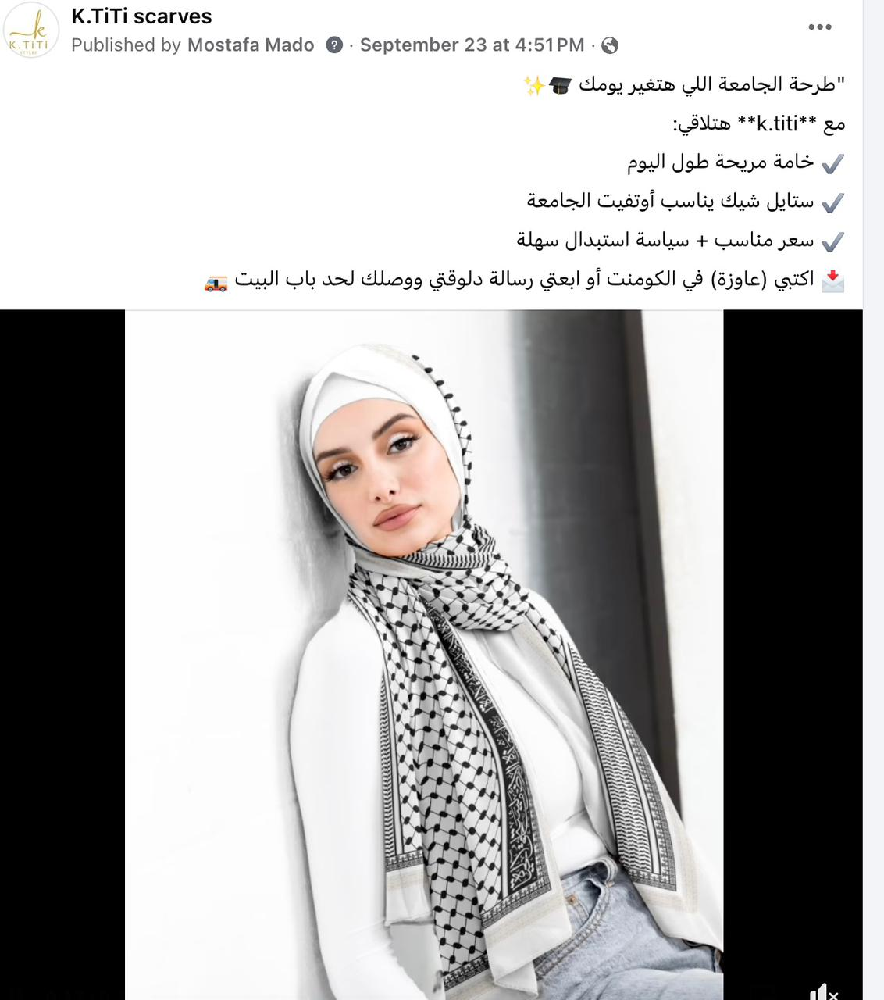 K.TiTi scarves
Published by Mostafa Mado · September 23 at 4:51 PM ·
k
K.TiTi
STYLES
"طرحة الجامعة اللي هتغير يومك 🎓✨
مع **k.titi** هتلاقي:
✔️ خامة مريحة طول اليوم
✔️ ستايل شيك يناسب أوتفيت الجامعة
✔️ سعر مناسب + سياسة استبدال سهلة
📩 اكتبي (عاوزة) في الكومنت أو ابعتي رسالة دلوقتي ووصلك لحد باب البيت 🚚